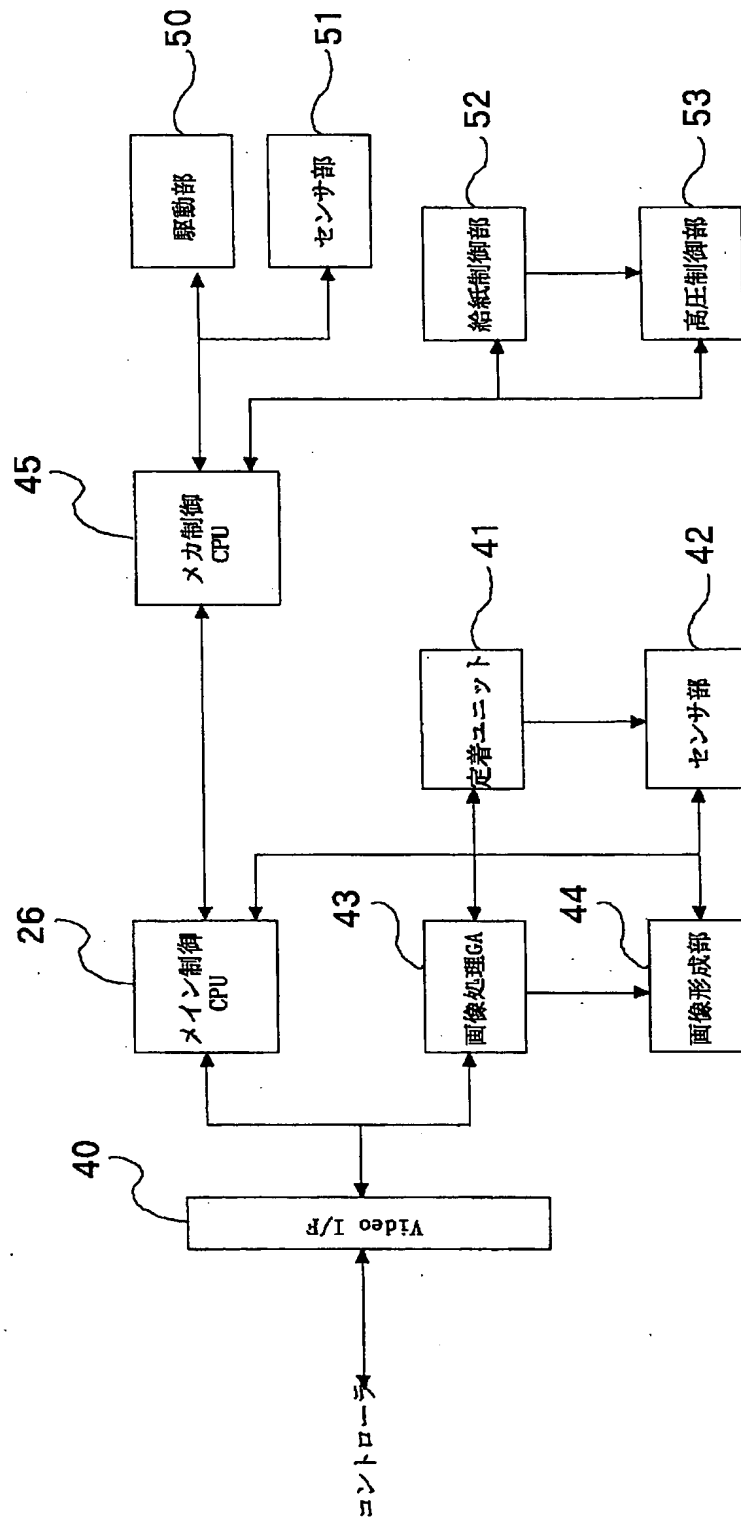 コントローラ
40
Video I/F
26
メイン制御
CPU
43
画像処理GA
44
画像形成部
41
定着ユニット
42
センサ部
45
メカ制御
CPU
50
駆動部
51
センサ部
52
給紙制御部
53
高圧制御部